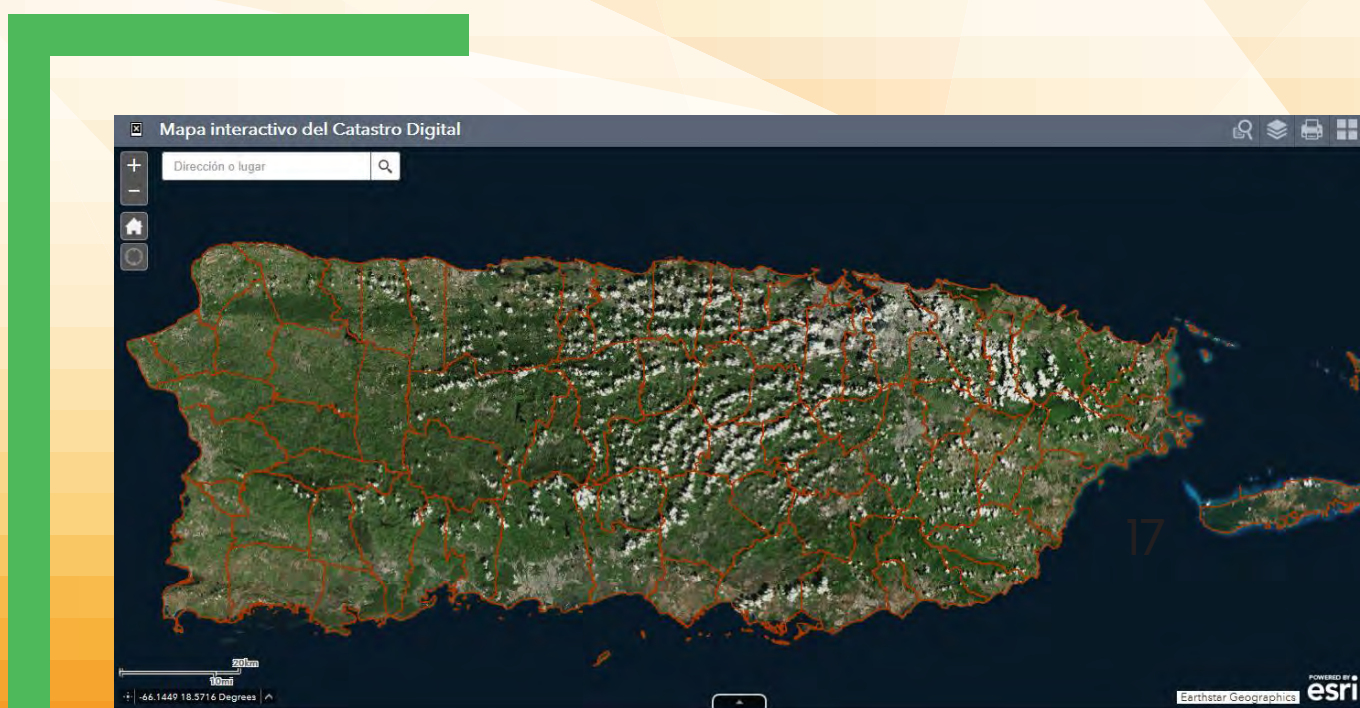 Mapa interactivo del Catastro Digital
+
Dirección o lugar
−
17
20km
10mi
-66.1449 18.5716 Degrees
Earthstar Geographics
POWERED BY
esri